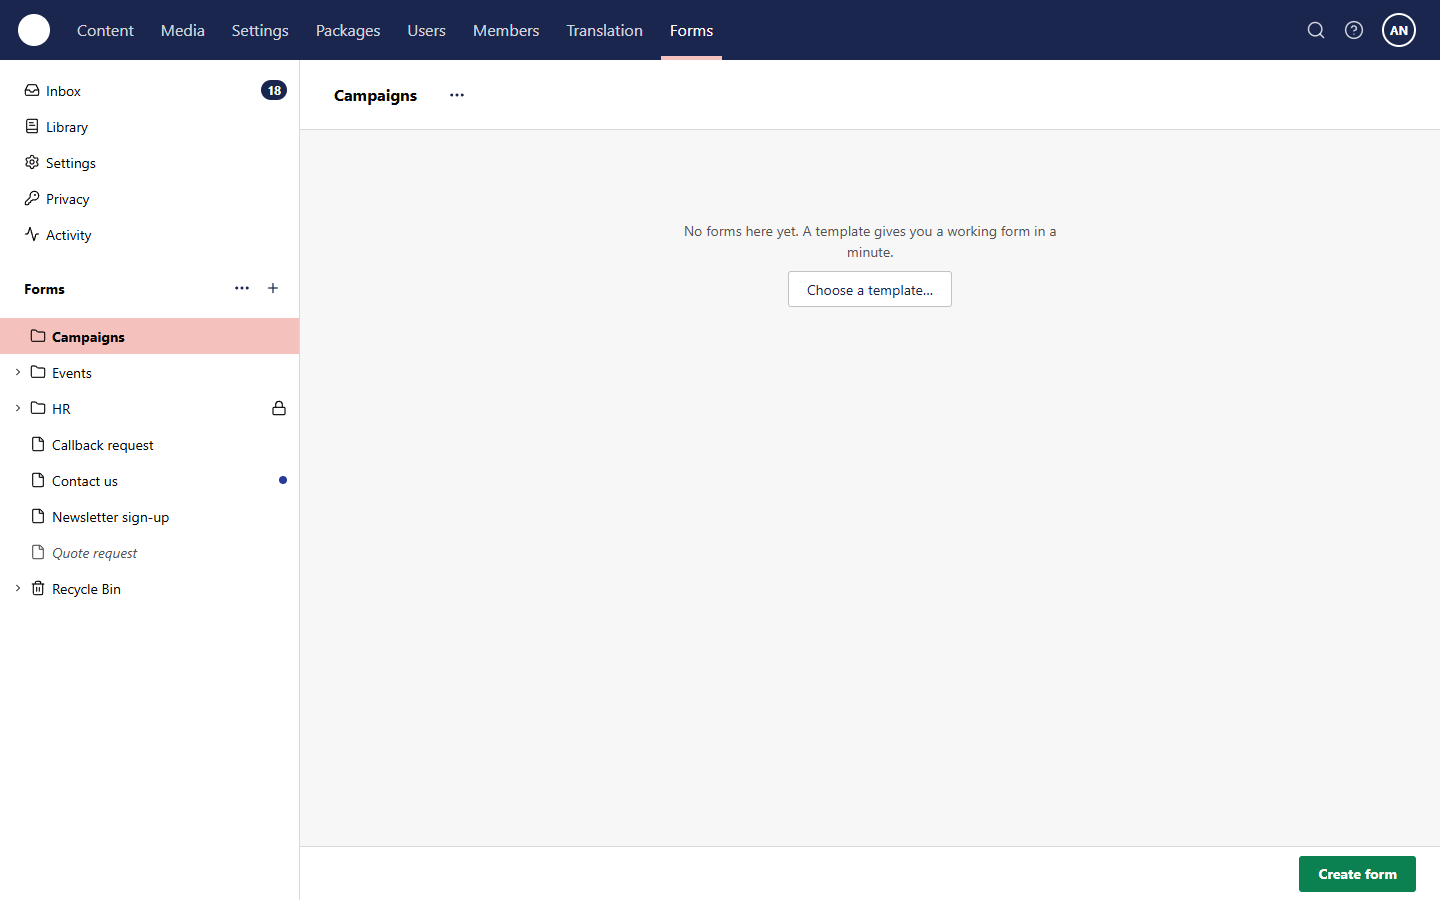 Content Media Settings Packages Users Members Translation Forms AN
Inbox 18
Library
Settings
Privacy
Activity
Forms
Campaigns
Events
HR
Callback request
Contact us
Newsletter sign-up
Quote request
Recycle Bin
Campaigns
No forms here yet. A template gives you a working form in a
minute.
Choose a template...
Create form